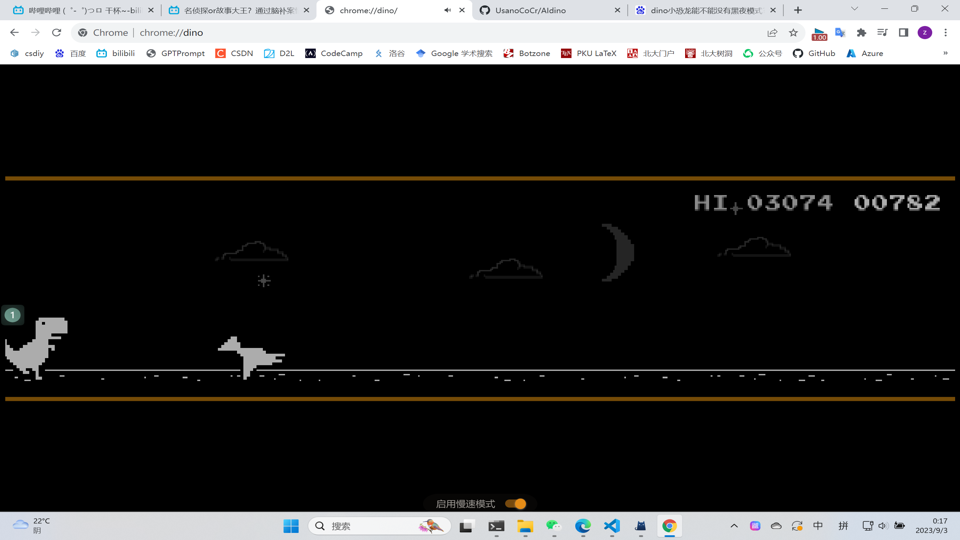 哔哩哔哩 (゜-゜)つロ 干杯~-bili
名侦探or故事大王?通过脑补案
chrome://dino/
UsanoCoCr/AIdino
dino小恐龙能不能没有黑夜模式
Chrome | chrome://dino
1.00
z
csdiy
百度
bilibili
GPTPrompt
CSDN
D2L
CodeCamp
洛谷
Google 学术搜索
Botzone
PKU LaTeX
北大门户
北大树洞
公众号
GitHub
Azure
»
HI 03074 00782
1
启用慢速模式
22°C
阴
搜索
中
拼
0:17
2023/9/3